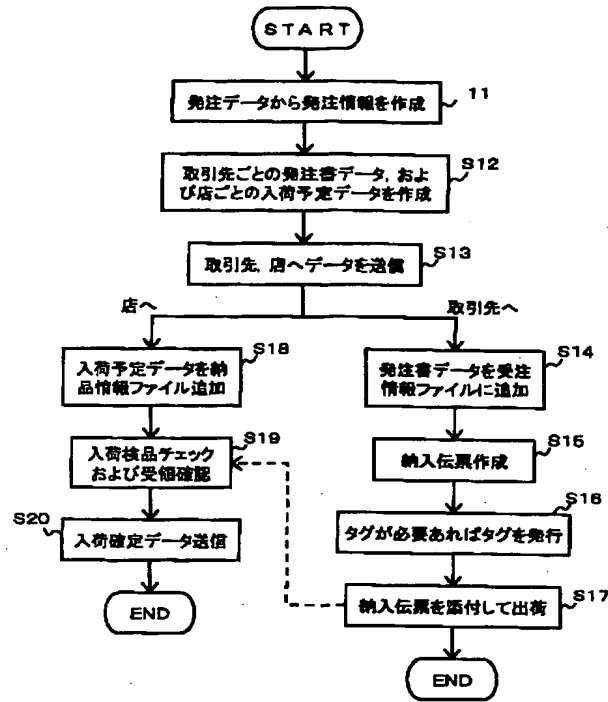 START
発注データから発注情報を作成
11
取引先ごとの発注書データ,およ
び店ごとの入荷予定データを作成
S12
取引先,店へデータを送信
S13
店へ
取引先へ
入荷予定データを納
品情報ファイル追加
S18
発注書データを受注
情報ファイルに追加
S14
入荷検品チェック
および受領確認
S19
納入伝票作成
S15
入荷確定データ送信
S20
タグが必要あればタグを発行
S16
END
納入伝票を添付して出荷
S17
END